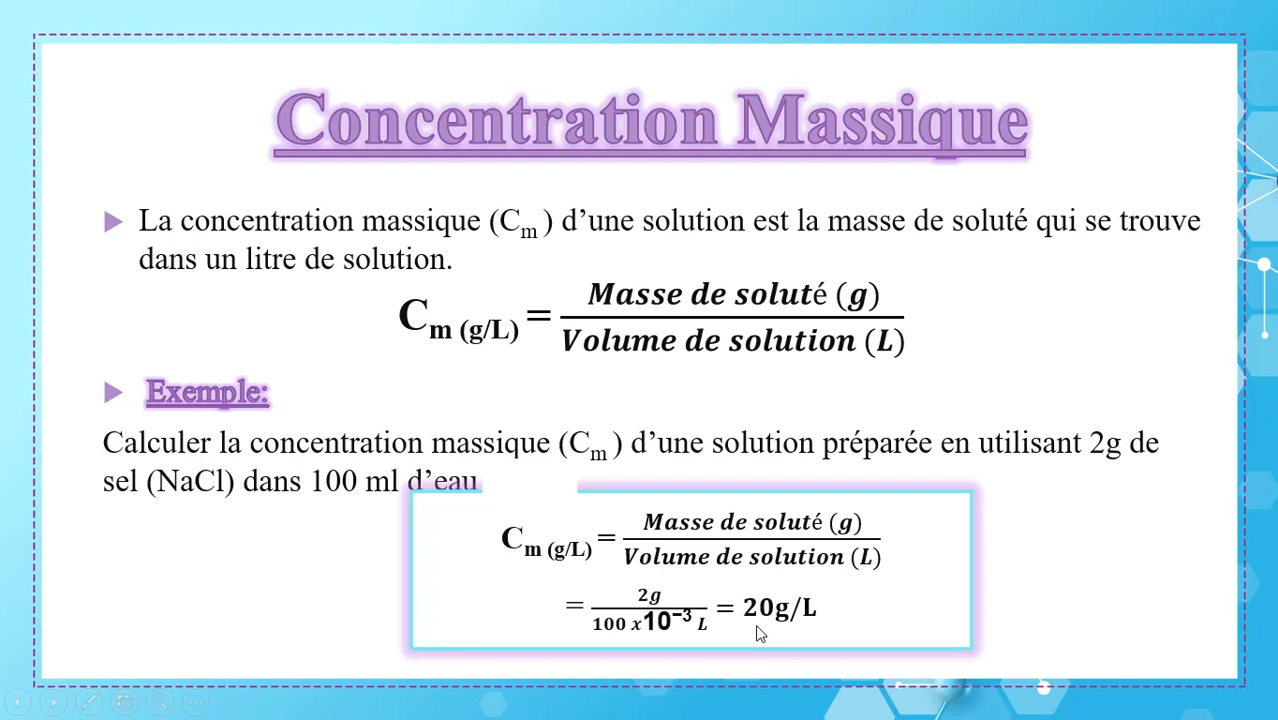 Concentration Massique
La concentration massique (Cm ) d’une solution est la masse de soluté qui se trouve
dans un litre de solution.
Cm (g/L) = Masse de soluté (g) / Volume de solution (L)
Exemple:
Calculer la concentration massique (Cm ) d’une solution préparée en utilisant 2g de
sel (NaCl) dans 100 ml d’eau
Cm (g/L) = Masse de soluté (g) / Volume de solution (L)
= 2g / 100 x10⁻³ L = 20g/L